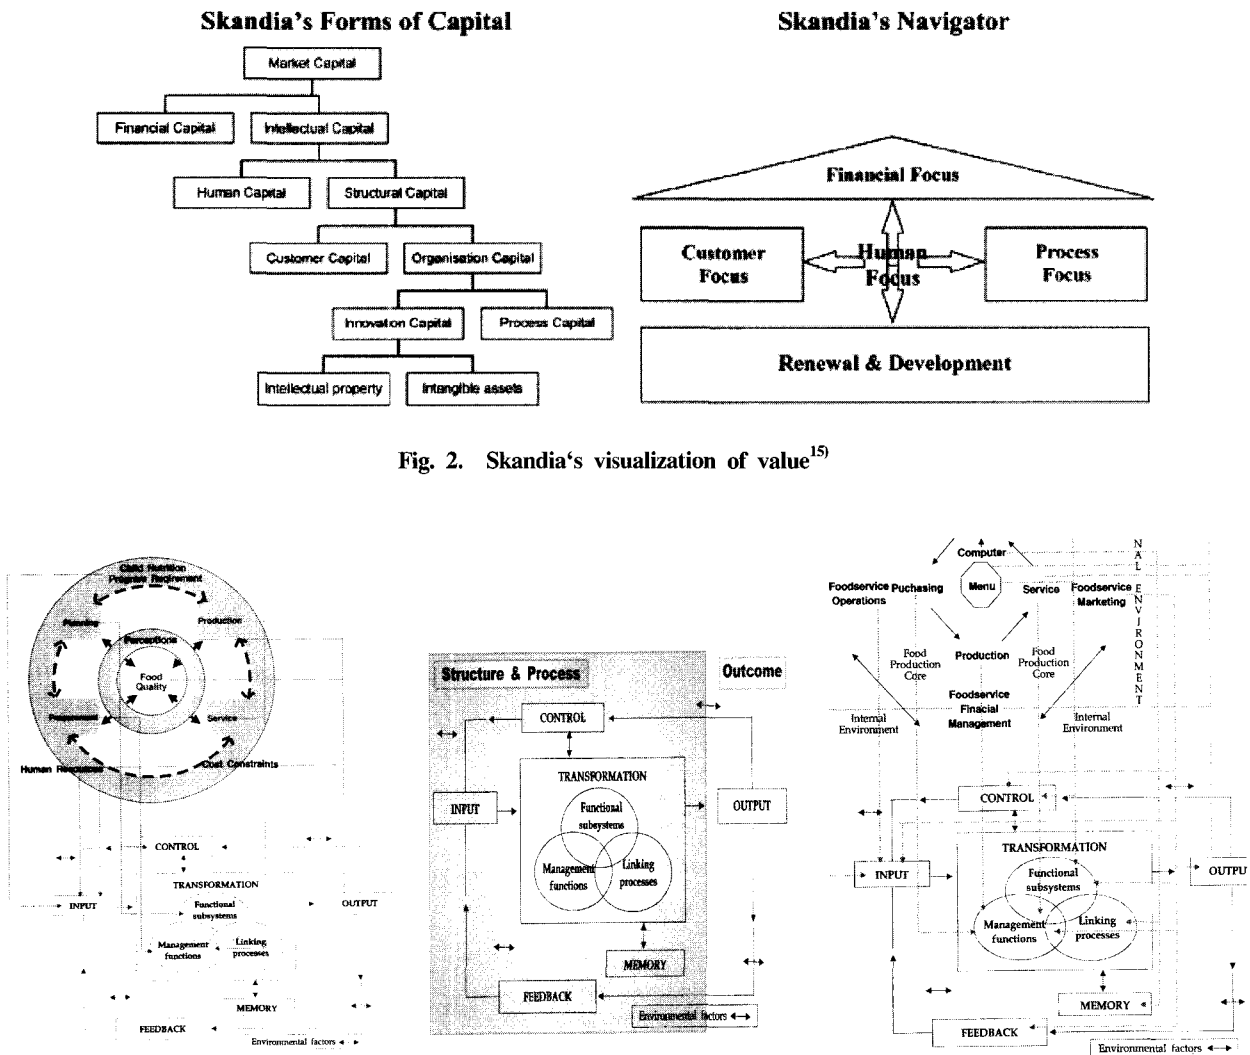 Skandia's Forms of Capital
Market Capital
Financial Capital
Intellectual Capital
Human Capital
Structural Capital
Customer Capital
Organisation Capital
Innovation Capital
Process Capital
Intellectual property
Intangible assets
Skandia's Navigator
Financial Focus
Customer
Focus
Human
Focus
Process
Focus
Renewal & Development
Fig. 2. Skandia‘s visualization of value15)
Child Nutrition
Program Requirement
Planning
Production
Perceptions
Food
Quality
Procurement
Service
Human Resources
Cost Constraints
CONTROL
TRANSFORMATION
INPUT
Functional
subsystems
OUTPUT
Management
functions
Linking
processes
MEMORY
FEEDBACK
Environmental factors
Structure & Process
Outcome
CONTROL
TRANSFORMATION
INPUT
Functional
subsystems
OUTPUT
Management
functions
Linking
processes
MEMORY
FEEDBACK
Environmental factors
Computer
Foodservice
Operations
Puchasing
Menu
Service
Foodservice
Marketing
NAL ENVIRONMENT
Food
Production
Core
Production
Food
Production
Core
Foodservice
Finacial
Management
Internal
Environment
Internal
Environment
CONTROL
TRANSFORMATION
INPUT
Functional
subsystems
OUTPU
Management
functions
Linking
processes
MEMORY
FEEDBACK
Environmental factors